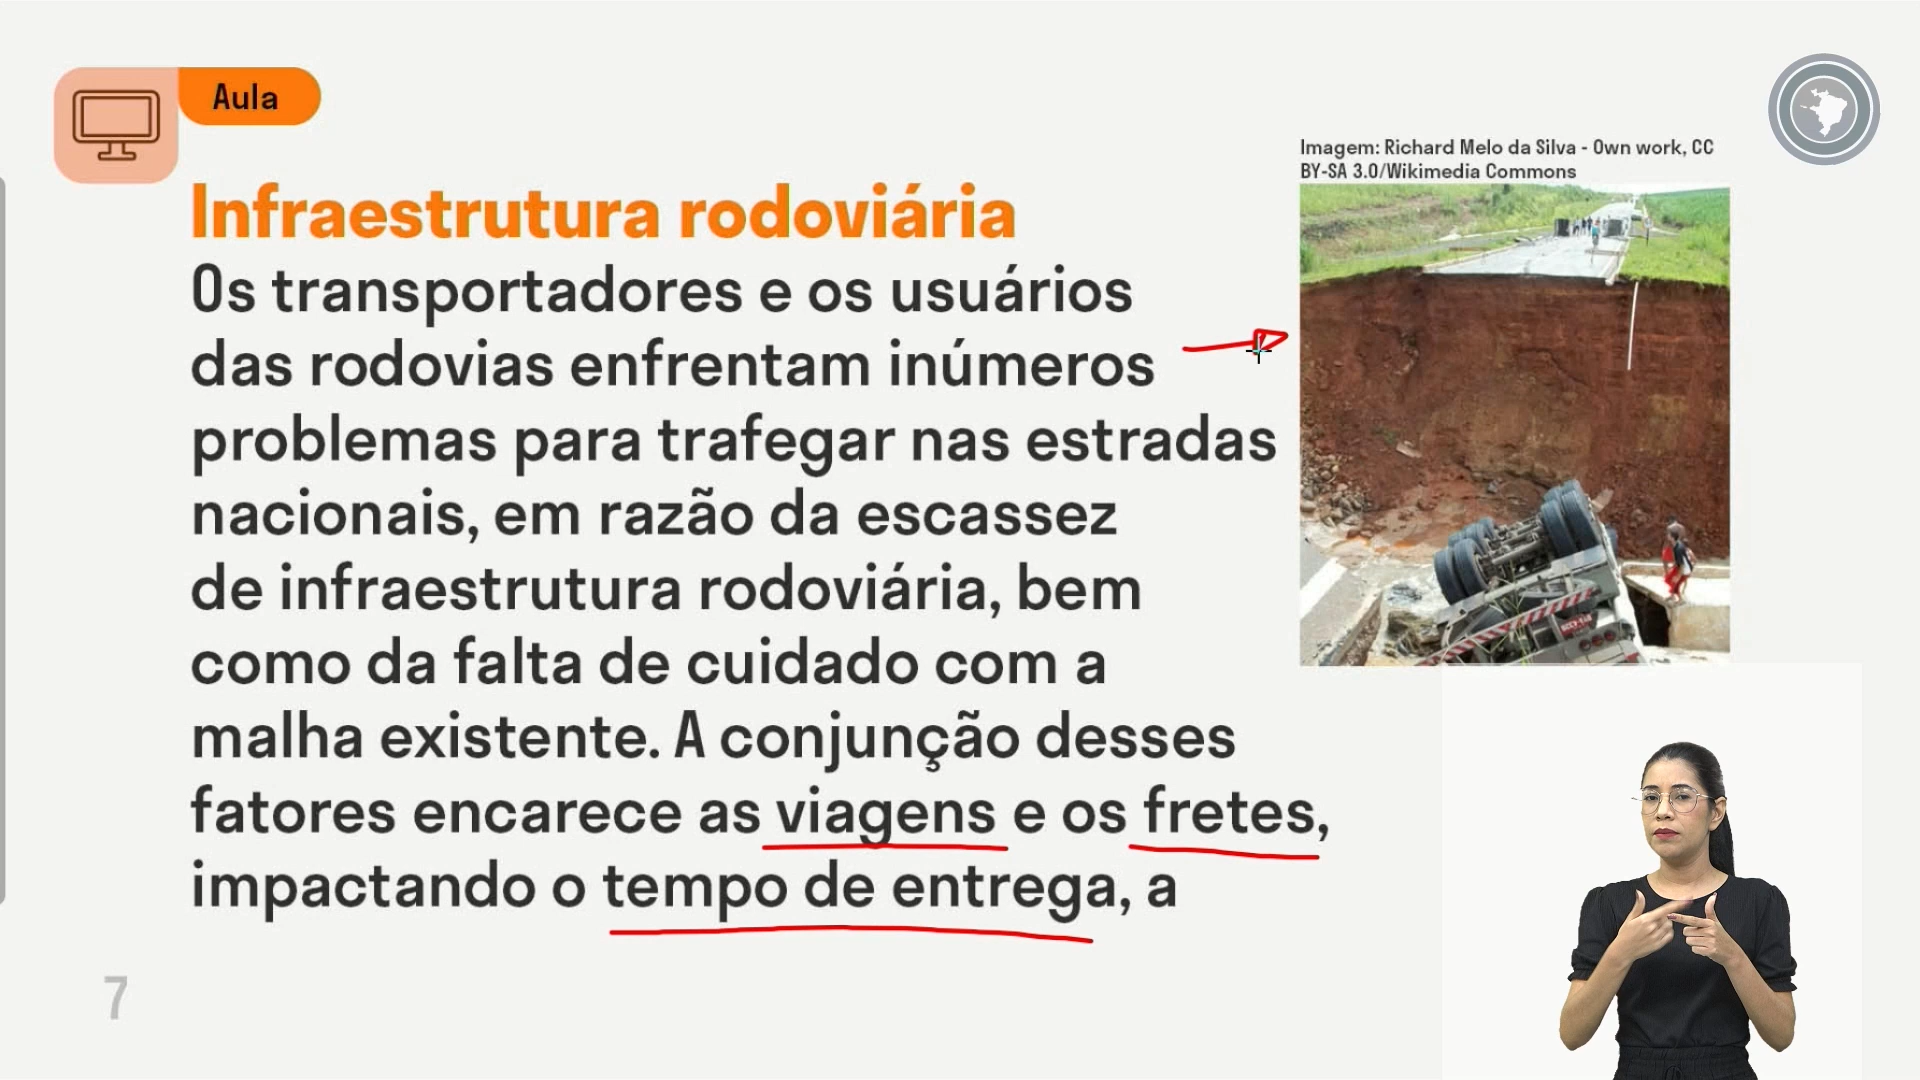 Aula
Imagem: Richard Melo da Silva - Own work, CC
BY-SA 3.0/Wikimedia Commons
Infraestrutura rodoviária
Os transportadores e os usuários
das rodovias enfrentam inúmeros
problemas para trafegar nas estradas
nacionais, em razão da escassez
de infraestrutura rodoviária, bem
como da falta de cuidado com a
malha existente. A conjunção desses
fatores encarece as viagens e os fretes,
impactando o tempo de entrega, a
7